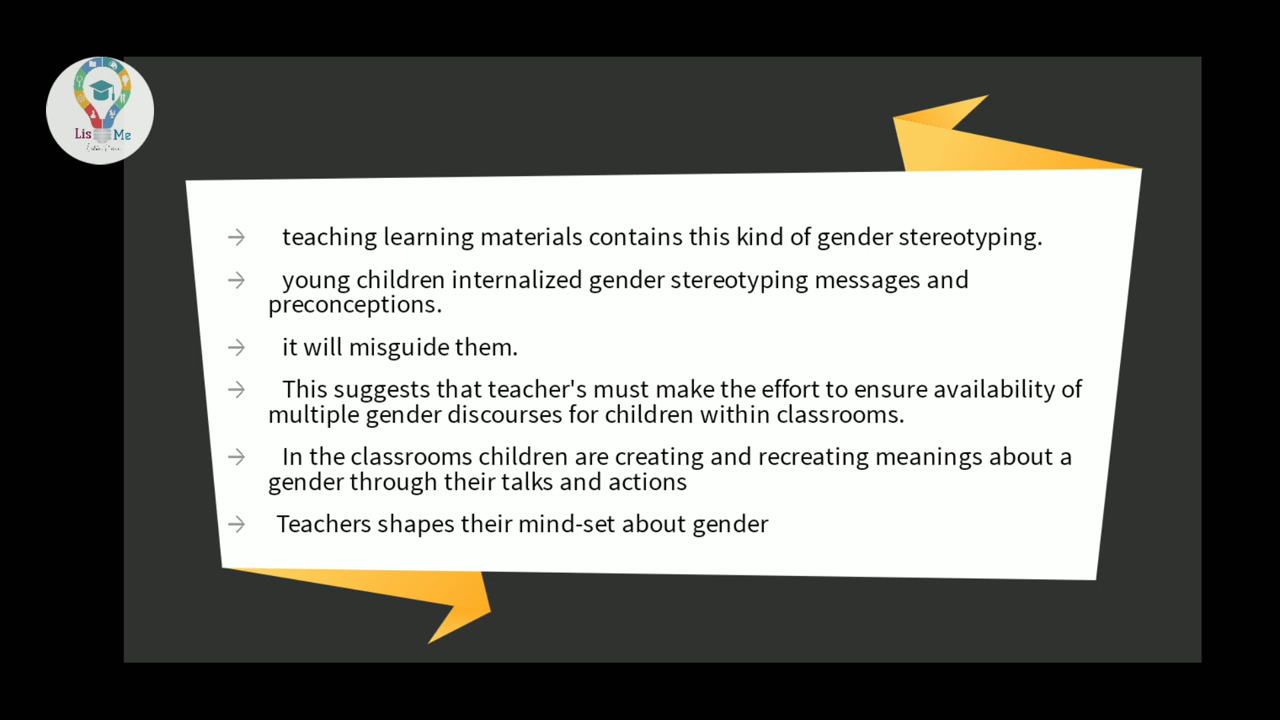 Lis Me
→ teaching learning materials contains this kind of gender stereotyping.
→ young children internalized gender stereotyping messages and
preconceptions.
→ it will misguide them.
→ This suggests that teacher's must make the effort to ensure availability of
multiple gender discourses for children within classrooms.
→ In the classrooms children are creating and recreating meanings about a
gender through their talks and actions
→ Teachers shapes their mind-set about gender